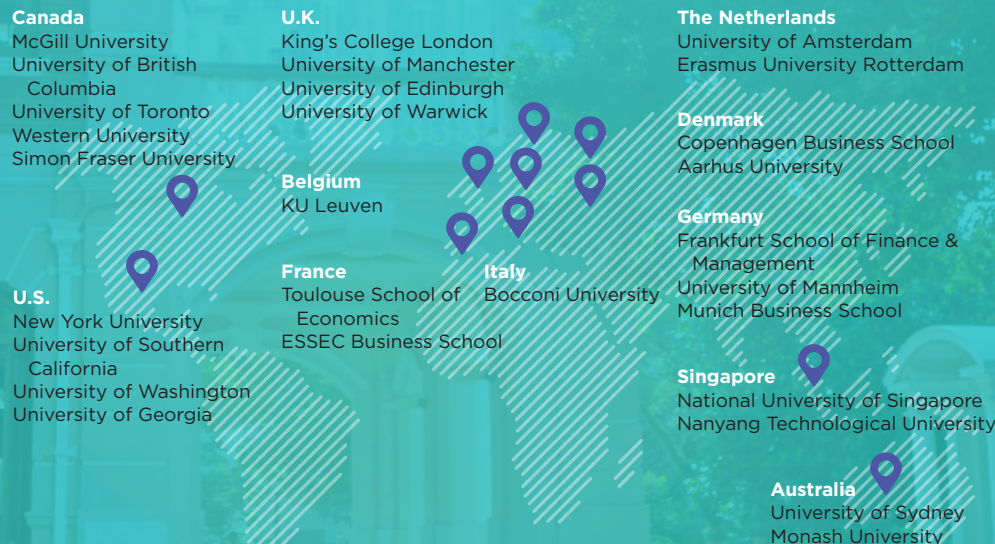 Canada
McGill University
University of British
Columbia
University of Toronto
Western University
Simon Fraser University
U.S.
New York University
University of Southern
California
University of Washington
University of Georgia
U.K.
King's College London
University of Manchester
University of Edinburgh
University of Warwick
Belgium
KU Leuven
France
Toulouse School of
Economics
ESSEC Business School
Italy
Bocconi University
The Netherlands
University of Amsterdam
Erasmus University Rotterdam
Denmark
Copenhagen Business School
Aarhus University
Germany
Frankfurt School of Finance &
Management
University of Mannheim
Munich Business School
Singapore
National University of Singapore
Nanyang Technological University
Australia
University of Sydney
Monash University